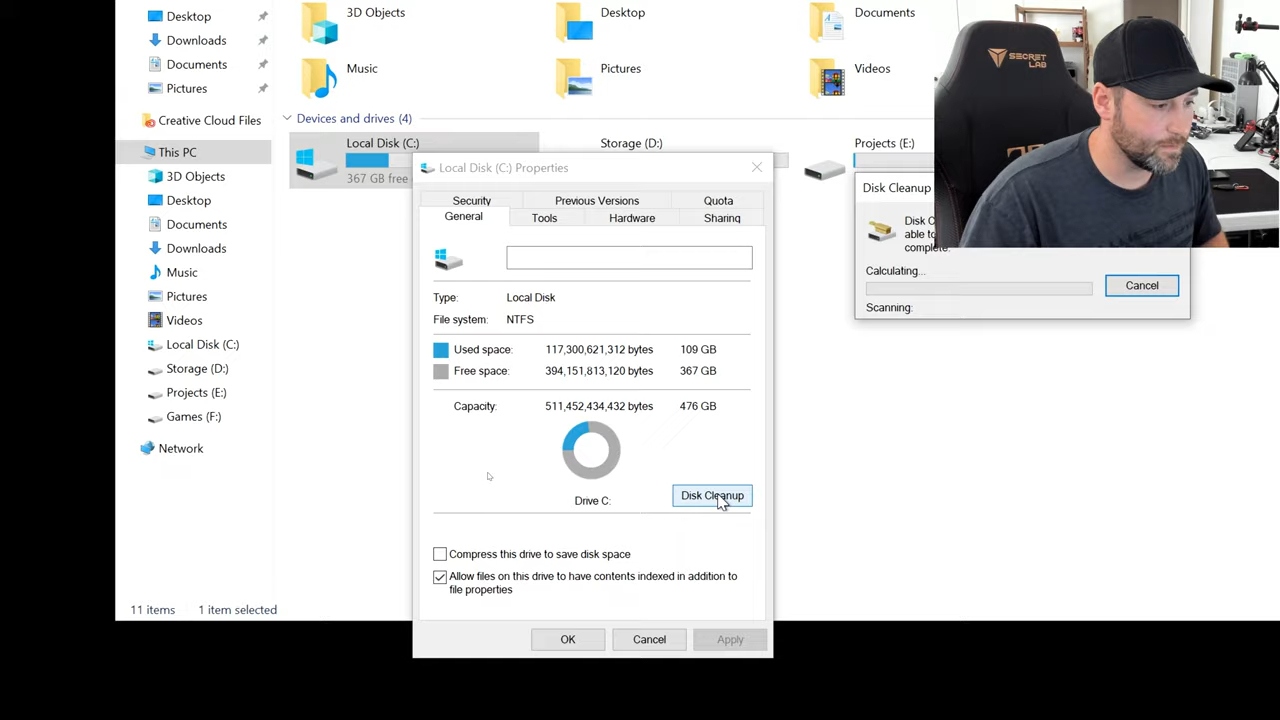 Desktop
Downloads
Documents
Pictures
Creative Cloud Files
This PC
3D Objects
Desktop
Documents
Downloads
Music
Pictures
Videos
Local Disk (C:)
Storage (D:)
Projects (E:)
Games (F:)
Network
11 items 1 item selected
3D Objects
Desktop
Documents
Music
Pictures
Videos
Devices and drives (4)
Local Disk (C:)
367 GB free
Storage (D:)
Projects (E:)
Local Disk (C:) Properties
Security Previous Versions Quota
General Tools Hardware Sharing
Type: Local Disk
File system: NTFS
Used space: 117,300,621,312 bytes 109 GB
Free space: 394,151,813,120 bytes 367 GB
Capacity: 511,452,434,432 bytes 476 GB
Drive C:
Disk Cleanup
Compress this drive to save disk space
Allow files on this drive to have contents indexed in addition to
file properties
OK Cancel Apply
Disk Cleanup
Disk C
able to
complete.
Calculating...
Cancel
Scanning:
SECRET
LAB